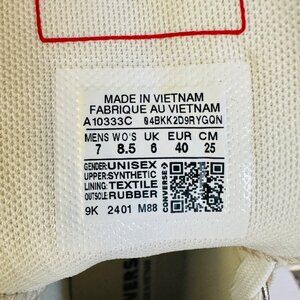 MADE IN VIETNAM
FABRIQUE AU VIETNAM
A10333C 84BKK2D9RYGQN
MENS WO'S UK EUR CM
7 8.5 6 40 25
GENDER:UNISEX
UPPER:SYNTHETIC
LINING:TEXTILE
OUTSOLE:RUBBER
CONVERSE
9K 2401 M88